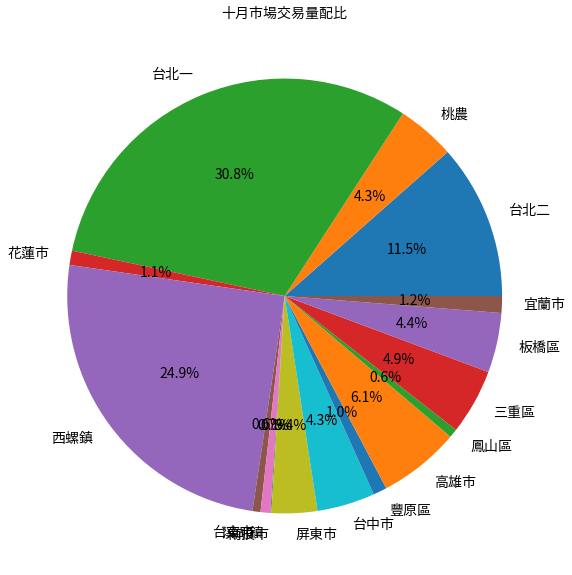 十月市場交易量配比
台北一
桃農
30.8%
4.3%
台北二
11.5%
花蓮市
1.1%
1.2%
宜蘭市
4.4%
板橋區
24.9%
4.9%
0.6%
三重區
6.1%
1.0%
4.3%
西螺鎮
鳳山區
高雄市
豐原區
台中市
屏東市